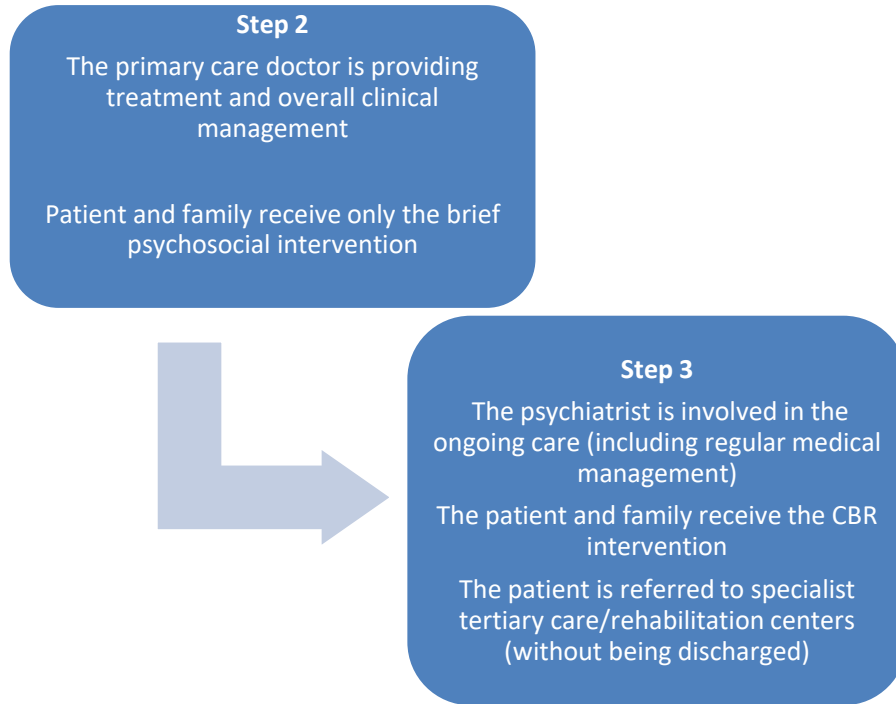 Step 2
The primary care doctor is providing
treatment and overall clinical
management
Patient and family receive only the brief
psychosocial intervention
Step 3
The psychiatrist is involved in the
ongoing care (including regular medical
management)
The patient and family receive the CBR
intervention
The patient is referred to specialist
tertiary care/rehabilitation centers
(without being discharged)